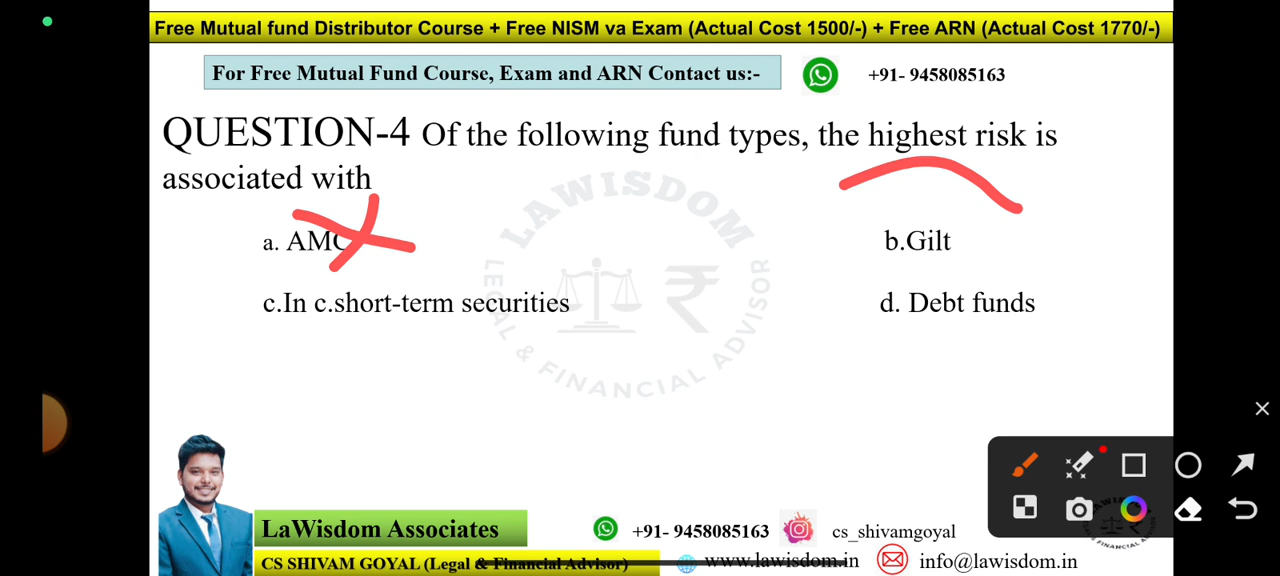 Free Mutual fund Distributor Course + Free NISM va Exam (Actual Cost 1500/-) + Free ARN (Actual Cost 1770/-)
For Free Mutual Fund Course, Exam and ARN Contact us:-
+91- 9458085163
QUESTION-4 Of the following fund types, the highest risk is
associated with
a. AMC
b.Gilt
c.In c.short-term securities
d. Debt funds
LAWISDOM
LEGAL & FINANCIAL ADVISOR
LaWisdom Associates
+91- 9458085163
cs_shivamgoyal
CS SHIVAM GOYAL (Legal & Financial Advisor)
www.lawisdom.in
info@lawisdom.in